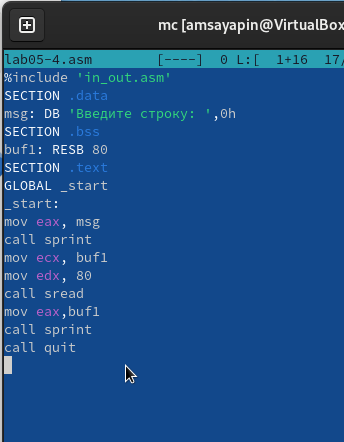 mc [amsayapin@VirtualBox
lab05-4.asm [----] 0 L:[ 1+16 17/
%include 'in_out.asm'
SECTION .data
msg: DB 'Введите строку: ',0h
SECTION .bss
buf1: RESB 80
SECTION .text
GLOBAL _start
_start:
mov eax, msg
call sprint
mov ecx, buf1
mov edx, 80
call sread
mov eax,buf1
call sprint
call quit